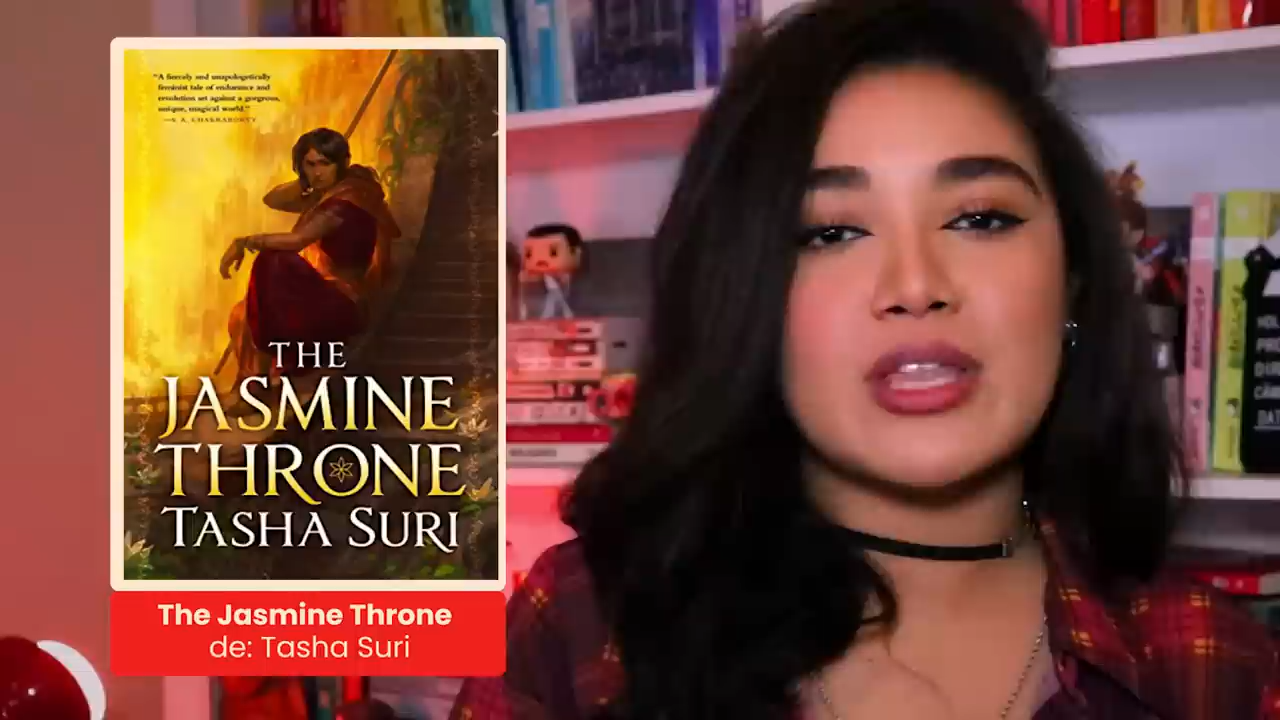 "A fiercely and unapologetically
feminist tale of endurance and
revolution set against a gorgeous,
unique, magical world."
—S. A. CHAKRABORTY
THE
JASMINE
THRONE
TASHA SURI
The Jasmine Throne
de: Tasha Suri